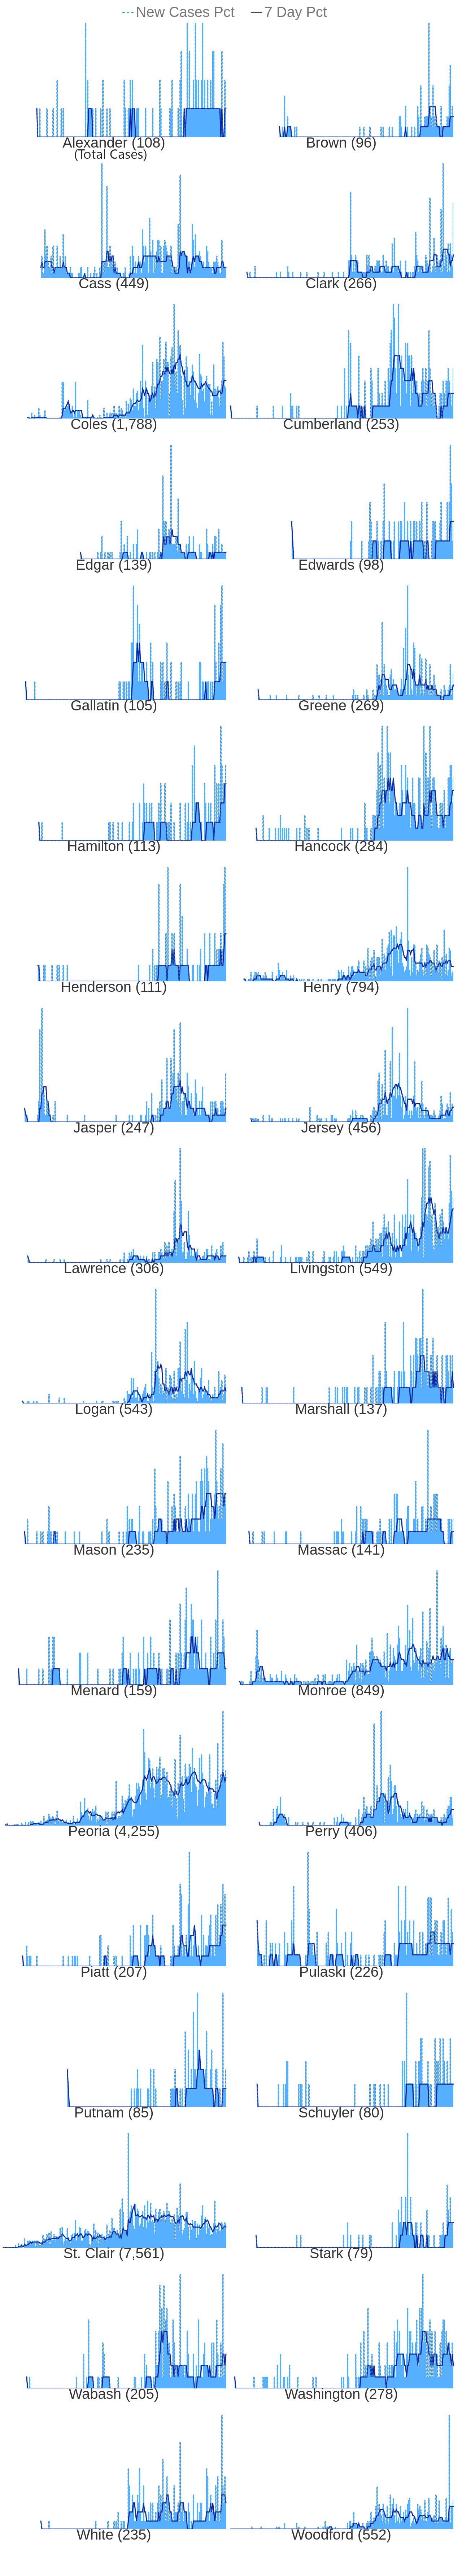 New Cases Pct 7 Day Pct
Alexander (108) Brown (96)
(Total Cases)
Cass (449) Clark (266)
Coles (1,788) Cumberland (253)
Edgar (139) Edwards (98)
Gallatin (105) Greene (269)
Hamilton (113) Hancock (284)
Henderson (111) Henry (794)
Jasper (247) Jersey (456)
Lawrence (306) Livingston (549)
Logan (543) Marshall (137)
Mason (235) Massac (141)
Menard (159) Monroe (849)
Peoria (4,255) Perry (406)
Piatt (207) Pulaski (226)
Putnam (85) Schuyler (80)
St. Clair (7,561) Stark (79)
Wabash (205) Washington (278)
White (235) Woodford (552)